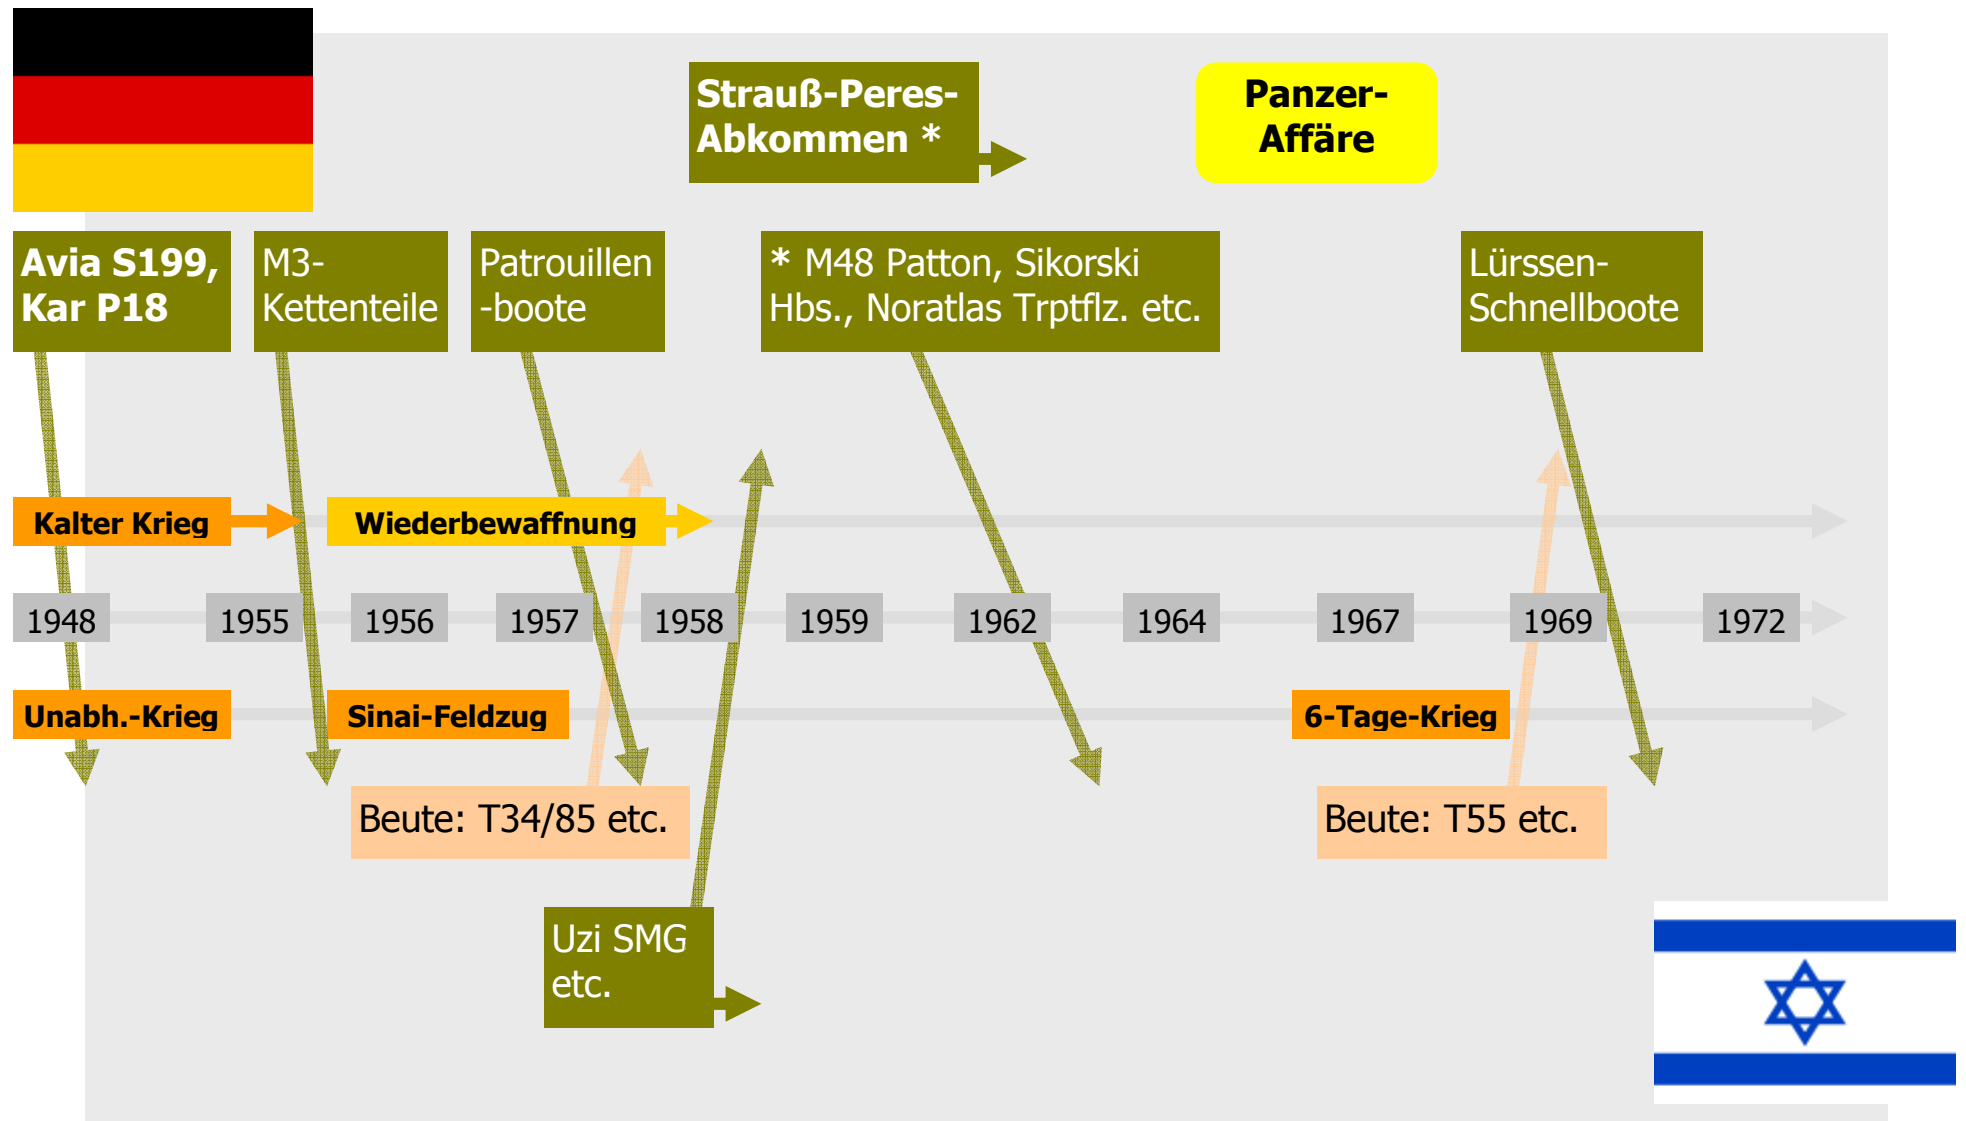 Strauß-Peres-
Abkommen *
Panzer-
Affäre
Avia S199,
Kar P18
M3-
Kettenteile
Patrouillen
-boote
* M48 Patton, Sikorski
Hbs., Noratlas Trptflz. etc.
Lürssen-
Schnellboote
Kalter Krieg
Wiederbewaffnung
1948
1955
1956
1957
1958
1959
1962
1964
1967
1969
1972
Unabh.-Krieg
Sinai-Feldzug
6-Tage-Krieg
Beute: T34/85 etc.
Beute: T55 etc.
Uzi SMG
etc.